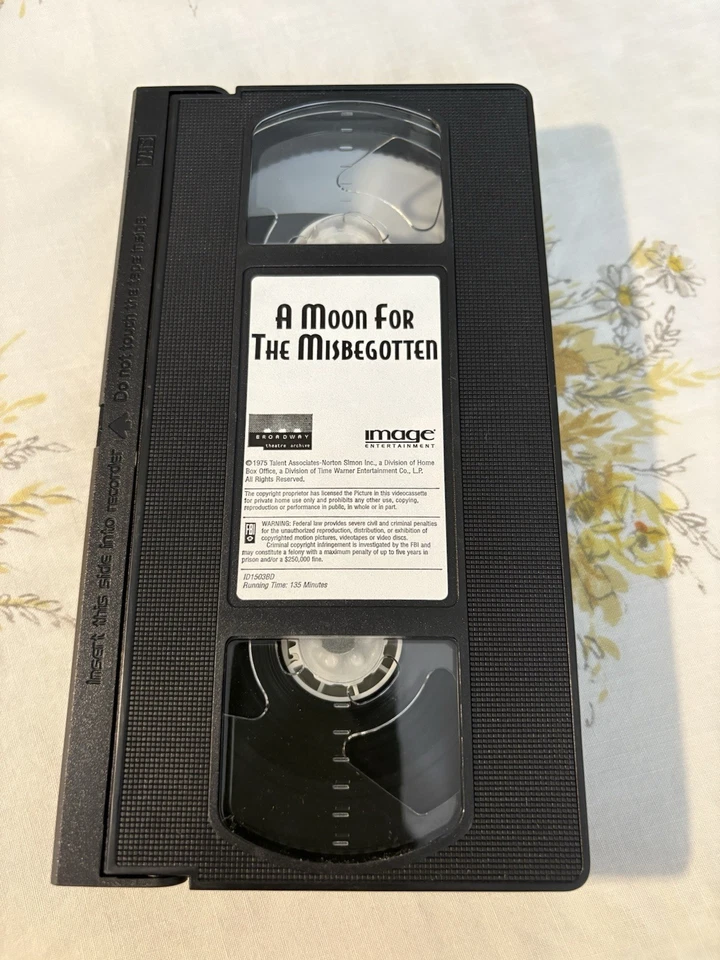 VHS
Do not touch the tape inside
Insert this side into recorder
A MOON FOR
THE MISBEGOTTEN
BROADWAY
theatre archive
image
ENTERTAINMENT
©1975 Talent Associates-Norton Simon Inc., a Division of Home
Box Office, a Division of Time Warner Entertainment Co., L.P.
All Rights Reserved.
The copyright proprietor has licensed the Picture in this videocassette
for private home use only and prohibits any other use, copying,
reproduction or performance in public, in whole or in part.
WARNING: Federal law provides severe civil and criminal penalties
for the unauthorized reproduction, distribution, or exhibition of
copyrighted motion pictures, videotapes or video discs.
Criminal copyright infringement is investigated by the FBI and
may constitute a felony with a maximum penalty of up to five years in
prison and/or a $250,000 fine.
ID1503BD
Running Time: 135 Minutes